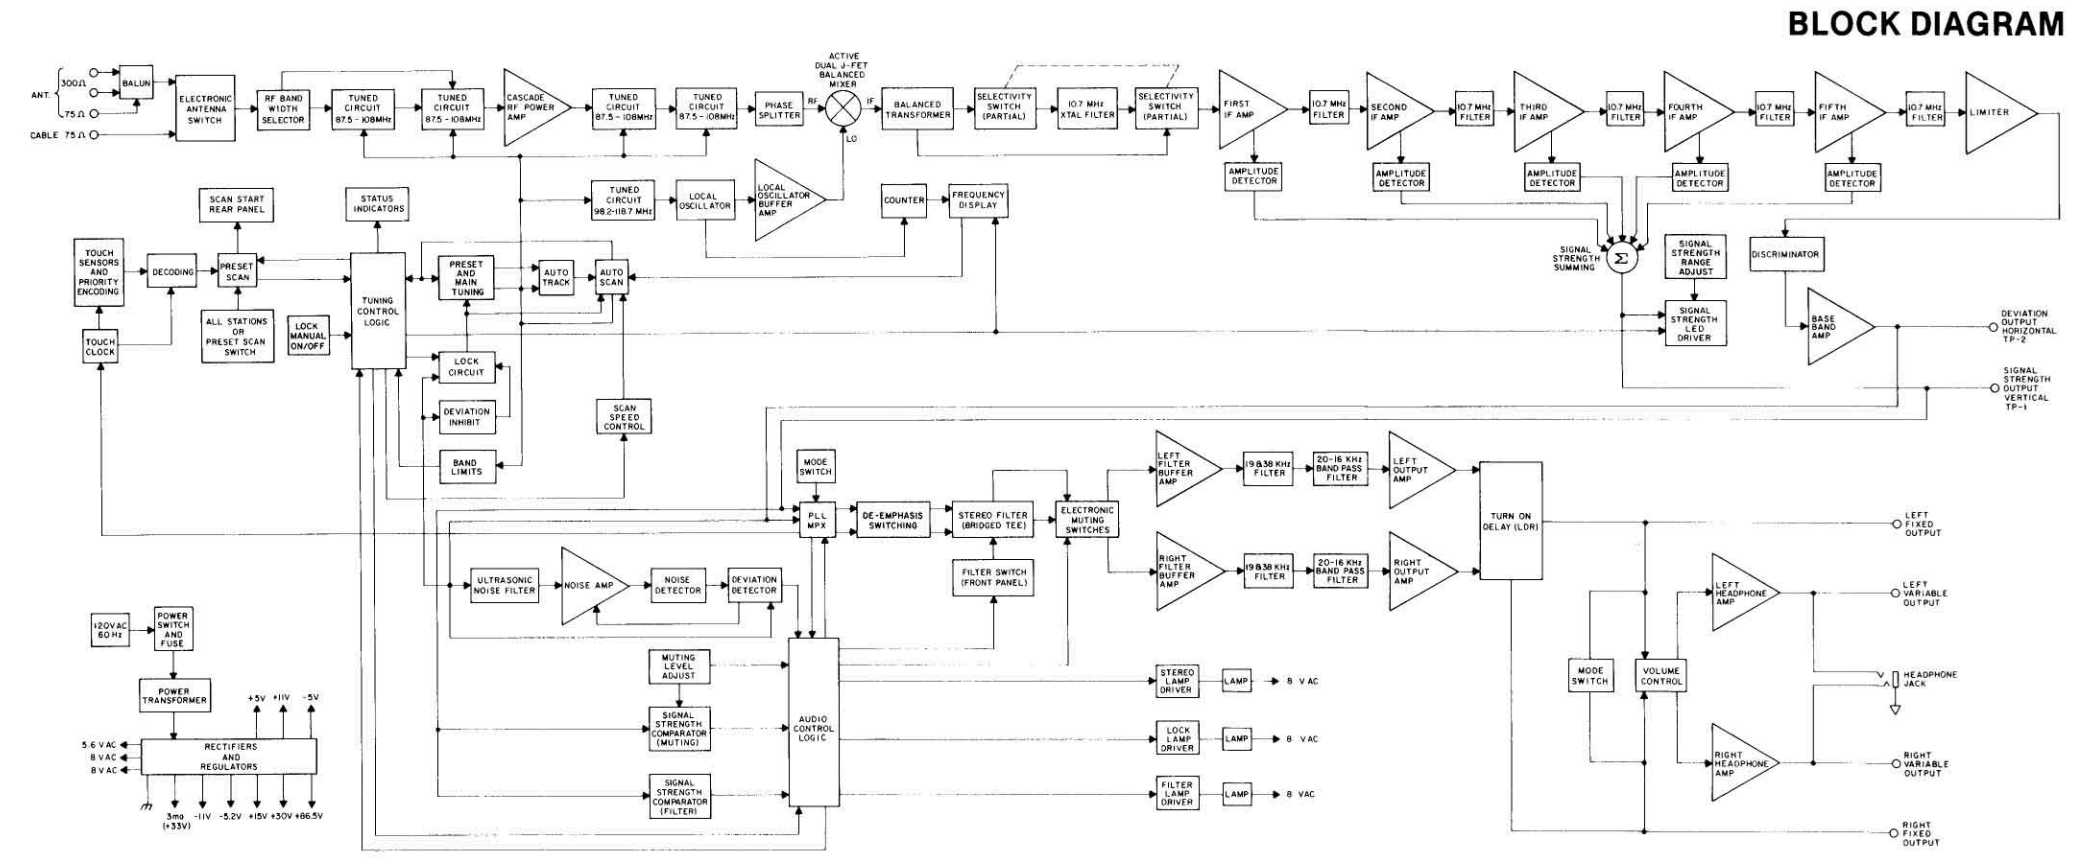 BLOCK DIAGRAM
ANT.
300Ω
75Ω
CABLE 75Ω
BALUN
ELECTRONIC
ANTENNA
SWITCH
RF BAND
WIDTH
SELECTOR
TUNED
CIRCUIT
87.5-108MHz
TUNED
CIRCUIT
87.5-108MHz
CASCADE
RF POWER
AMP
TUNED
CIRCUIT
87.5-108MHz
TUNED
CIRCUIT
87.5-108MHz
PHASE
SPLITTER
ACTIVE
DUAL J-FET
BALANCED
MIXER
RF
IF
LO
BALANCED
TRANSFORMER
SELECTIVITY
SWITCH
(PARTIAL)
10.7 MHz
XTAL FILTER
SELECTIVITY
SWITCH
(PARTIAL)
FIRST
IF AMP
10.7 MHz
FILTER
SECOND
IF AMP
10.7 MHz
FILTER
THIRD
IF AMP
10.7 MHz
FILTER
FOURTH
IF AMP
10.7 MHz
FILTER
FIFTH
IF AMP
10.7 MHz
FILTER
LIMITER
AMPLITUDE
DETECTOR
AMPLITUDE
DETECTOR
AMPLITUDE
DETECTOR
AMPLITUDE
DETECTOR
AMPLITUDE
DETECTOR
SCAN START
REAR PANEL
STATUS
INDICATORS
TUNED
CIRCUIT
98.2-118.7 MHz
LOCAL
OSCILLATOR
LOCAL
OSCILLATOR
BUFFER
AMP
COUNTER
FREQUENCY
DISPLAY
TOUCH
SENSORS
AND
PRIORITY
ENCODING
DECODING
PRESET
SCAN
TUNING
CONTROL
LOGIC
PRESET
AND
MAIN
TUNING
AUTO
TRACK
AUTO
SCAN
SIGNAL
STRENGTH
SUMMING
Σ
SIGNAL
STRENGTH
RANGE
ADJUST
DISCRIMINATOR
TOUCH
CLOCK
ALL STATIONS
OR
PRESET SCAN
SWITCH
LOCK
MANUAL
ON/OFF
LOCK
CIRCUIT
SIGNAL
STRENGTH
LED
DRIVER
BASE
BAND
AMP
DEVIATION
OUTPUT
HORIZONTAL
TP-2
SIGNAL
STRENGTH
OUTPUT
VERTICAL
TP-1
DEVIATION
INHIBIT
SCAN
SPEED
CONTROL
BAND
LIMITS
MODE
SWITCH
PLL
MPX
DE-EMPHASIS
SWITCHING
STEREO FILTER
(BRIDGED TEE)
ELECTRONIC
MUTING
SWITCHES
LEFT
FILTER
BUFFER
AMP
19&38 KHz
FILTER
20-16 KHz
BAND PASS
FILTER
LEFT
OUTPUT
AMP
TURN ON
DELAY (LDR)
LEFT
FIXED
OUTPUT
FILTER SWITCH
(FRONT PANEL)
RIGHT
FILTER
BUFFER
AMP
19&38 KHz
FILTER
20-16 KHz
BAND PASS
FILTER
RIGHT
OUTPUT
AMP
ULTRASONIC
NOISE FILTER
NOISE AMP
NOISE
DETECTOR
DEVIATION
DETECTOR
LEFT
HEADPHONE
AMP
LEFT
VARIABLE
OUTPUT
120VAC
60 Hz
POWER
SWITCH
AND
FUSE
POWER
TRANSFORMER
+5V +11V -5V
5.6 VAC
8 VAC
8 VAC
RECTIFIERS
AND
REGULATORS
3ma
(+33V)
-11V -5.2V +15V +30V +86.5V
MUTING
LEVEL
ADJUST
SIGNAL
STRENGTH
COMPARATOR
(MUTING)
SIGNAL
STRENGTH
COMPARATOR
(FILTER)
AUDIO
CONTROL
LOGIC
STEREO
LAMP
DRIVER
LAMP
8 VAC
LOCK
LAMP
DRIVER
LAMP
8 VAC
FILTER
LAMP
DRIVER
LAMP
8 VAC
MODE
SWITCH
VOLUME
CONTROL
HEADPHONE
JACK
RIGHT
HEADPHONE
AMP
RIGHT
VARIABLE
OUTPUT
RIGHT
FIXED
OUTPUT